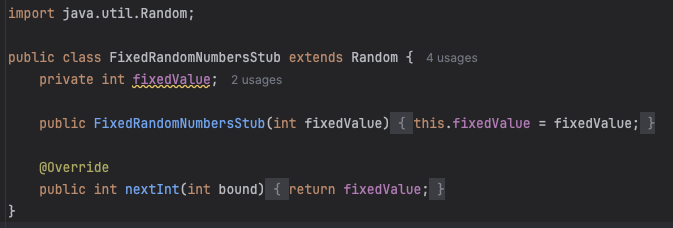 import java.util.Random;
public class FixedRandomNumbersStub extends Random {  4 usages
    private int fixedValue;  2 usages
    public FixedRandomNumbersStub(int fixedValue) { this.fixedValue = fixedValue; }
    @Override
    public int nextInt(int bound) { return fixedValue; }
}